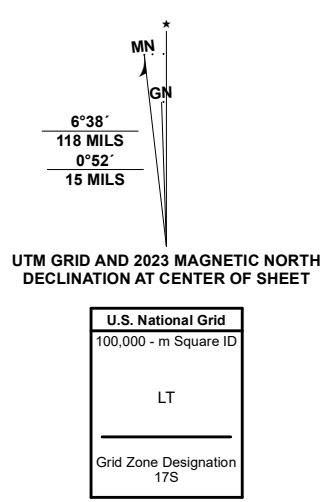 MN
GN
6°38´
118 MILS
0°52´
15 MILS
UTM GRID AND 2023 MAGNETIC NORTH
DECLINATION AT CENTER OF SHEET
U.S. National Grid
100,000 - m Square ID
LT
Grid Zone Designation
17S